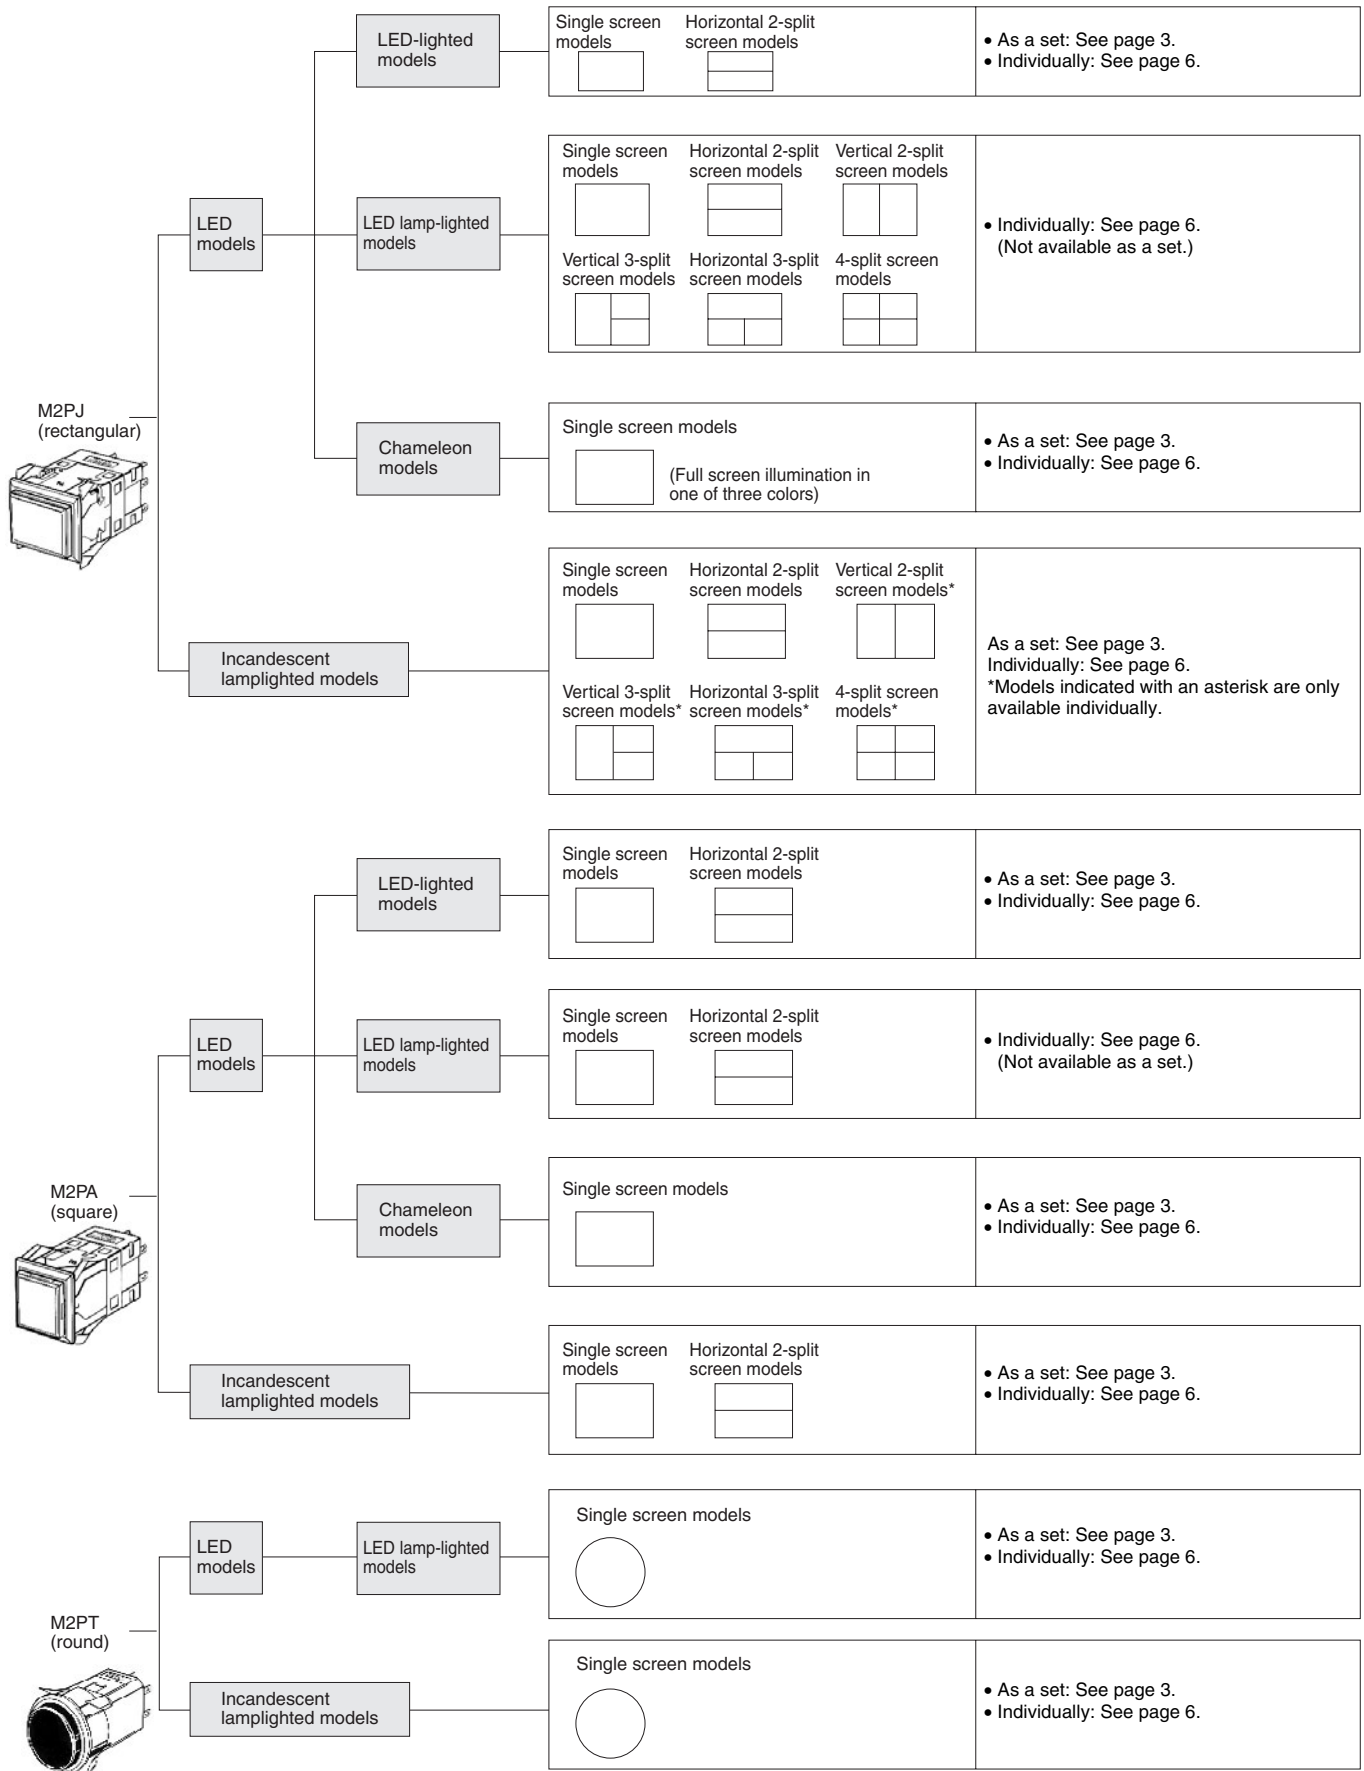 LED-lighted
models
Single screen
models
Horizontal 2-split
screen models
• As a set: See page 3.
• Individually: See page 6.
LED
models
LED lamp-lighted
models
Single screen
models
Horizontal 2-split
screen models
Vertical 2-split
screen models
Vertical 3-split
screen models
Horizontal 3-split
screen models
4-split screen
models
• Individually: See page 6.
(Not available as a set.)
M2PJ
(rectangular)
Chameleon
models
Single screen models
(Full screen illumination in
one of three colors)
• As a set: See page 3.
• Individually: See page 6.
Incandescent
lamplighted models
Single screen
models
Horizontal 2-split
screen models
Vertical 2-split
screen models*
Vertical 3-split
screen models*
Horizontal 3-split
screen models*
4-split screen
models*
As a set: See page 3.
Individually: See page 6.
*Models indicated with an asterisk are only
available individually.
LED-lighted
models
Single screen
models
Horizontal 2-split
screen models
• As a set: See page 3.
• Individually: See page 6.
LED
models
LED lamp-lighted
models
Single screen
models
Horizontal 2-split
screen models
• Individually: See page 6.
(Not available as a set.)
M2PA
(square)
Chameleon
models
Single screen models
• As a set: See page 3.
• Individually: See page 6.
Incandescent
lamplighted models
Single screen
models
Horizontal 2-split
screen models
• As a set: See page 3.
• Individually: See page 6.
LED
models
LED lamp-lighted
models
Single screen models
• As a set: See page 3.
• Individually: See page 6.
M2PT
(round)
Incandescent
lamplighted models
Single screen models
• As a set: See page 3.
• Individually: See page 6.